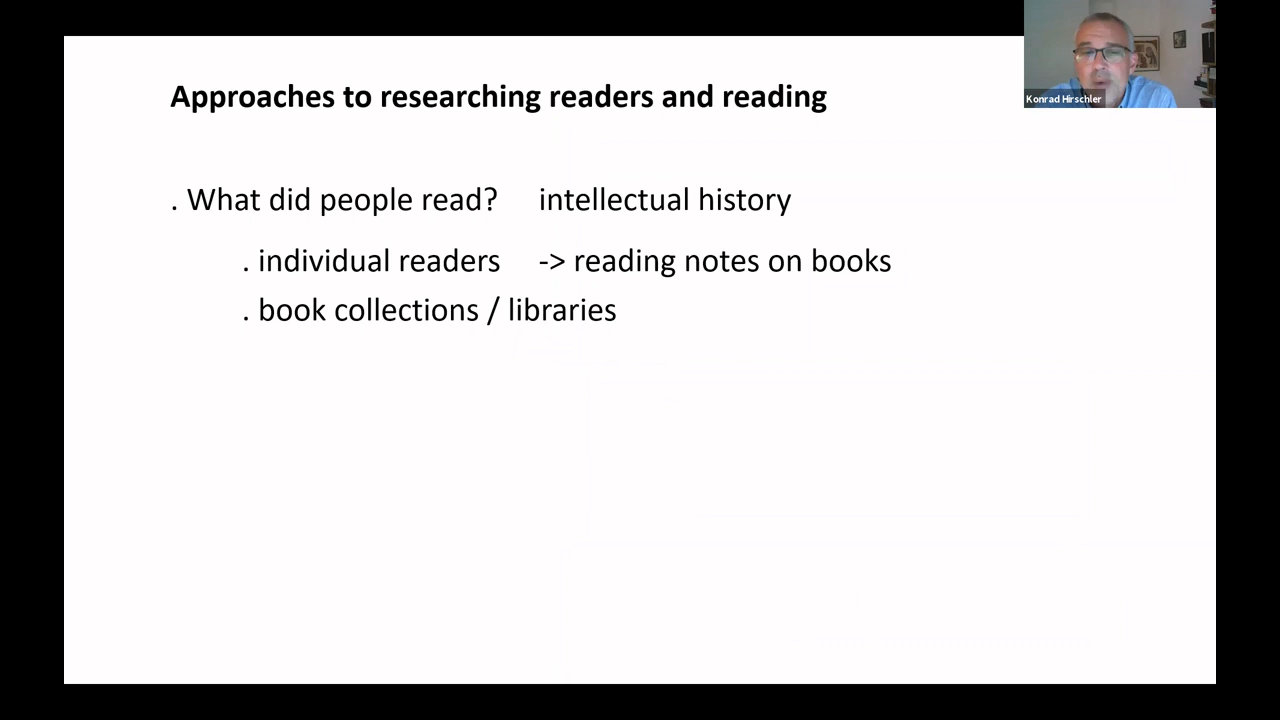 Approaches to researching readers and reading
. What did people read? intellectual history
. individual readers -> reading notes on books
. book collections / libraries
Konrad Hirschler